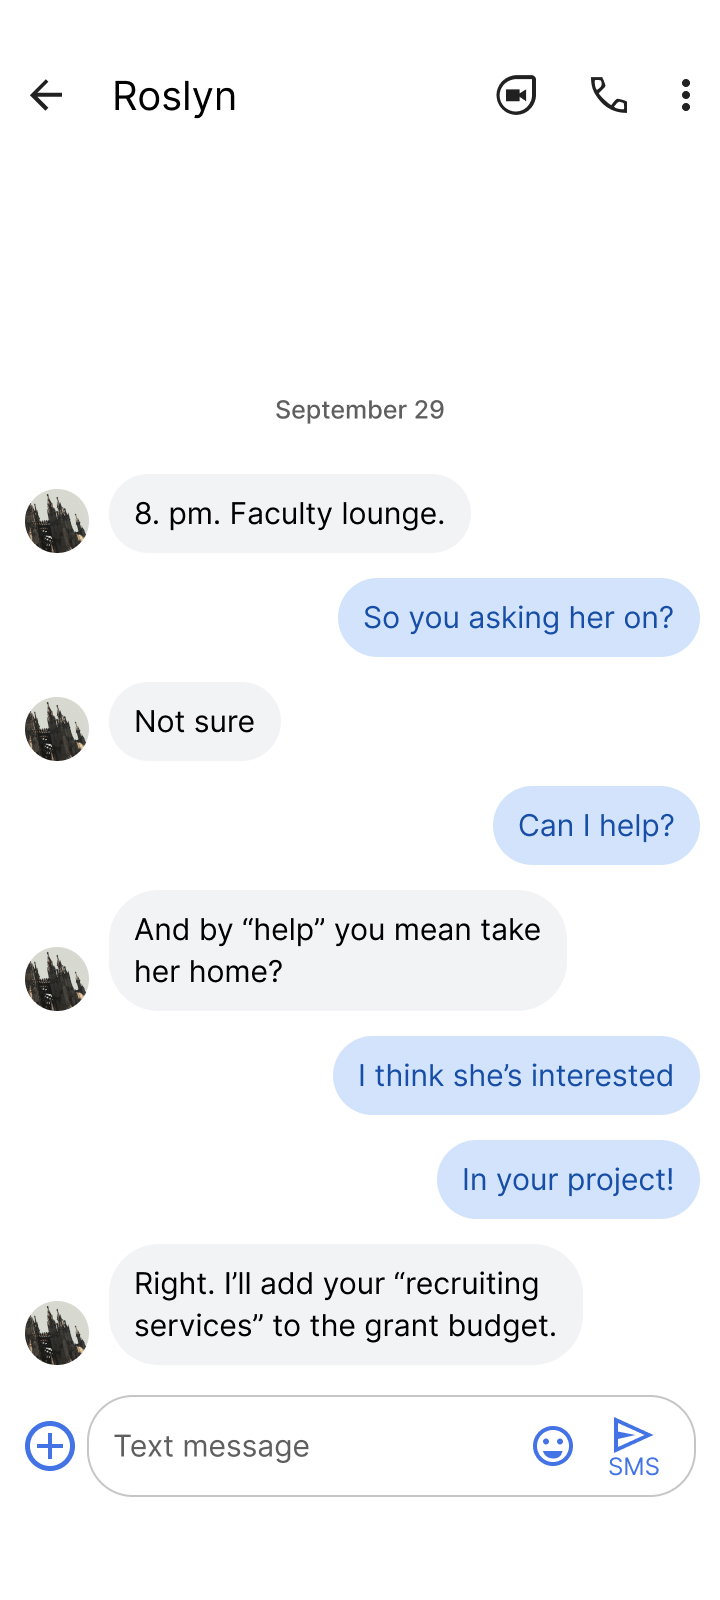 Roslyn
September 29
8. pm. Faculty lounge.
So you asking her on?
Not sure
Can I help?
And by “help” you mean take
her home?
I think she’s interested
In your project!
Right. I’ll add your “recruiting
services” to the grant budget.
Text message
SMS